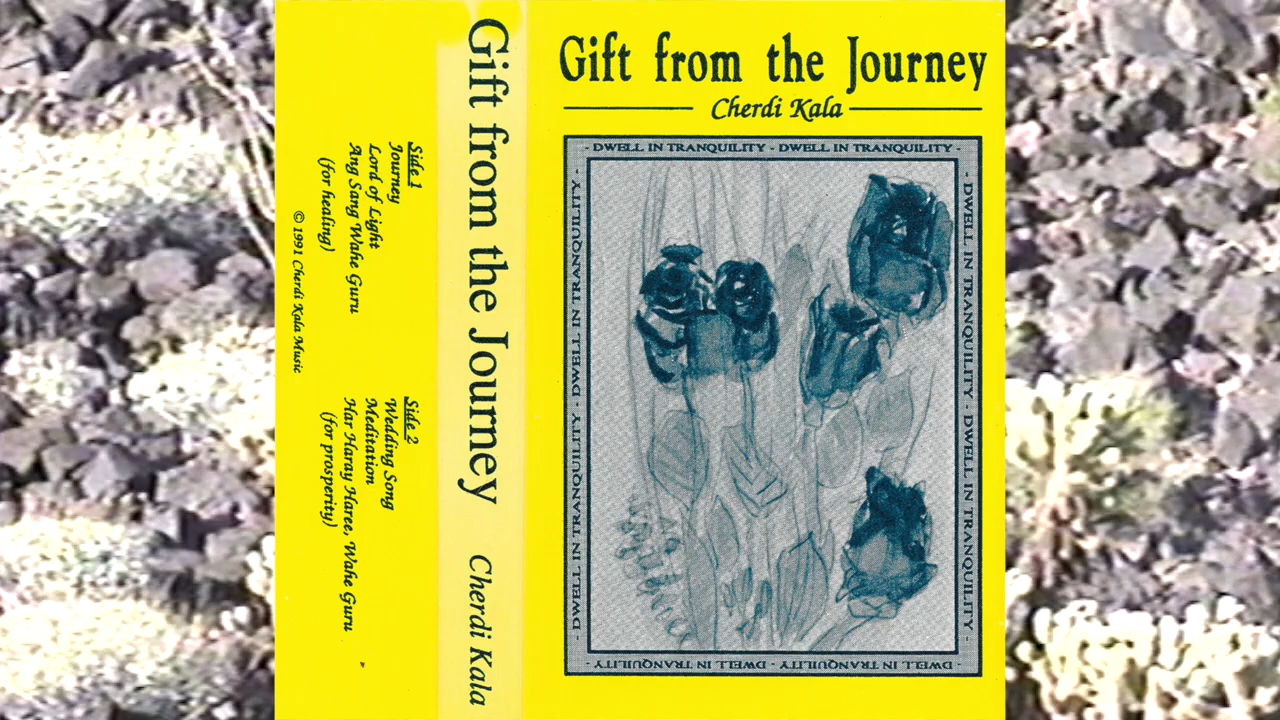 Gift from the Journey
Cherdi Kala
- DWELL IN TRANQUILITY - DWELL IN TRANQUILITY -
- DWELL IN TRANQUILITY - DWELL IN TRANQUILITY -
- DWELL IN TRANQUILITY - DWELL IN TRANQUILITY -
- DWELL IN TRANQUILITY - DWELL IN TRANQUILITY -
Gift from the Journey Cherdi Kala
Side 1
Journey
Lord of Light
Ang Sang Wahe Guru
(for healing)
Side 2
Wedding Song
Meditation
Har Haray Haree, Wahe Guru
(for prosperity)
© 1991 Cherdi Kala Music